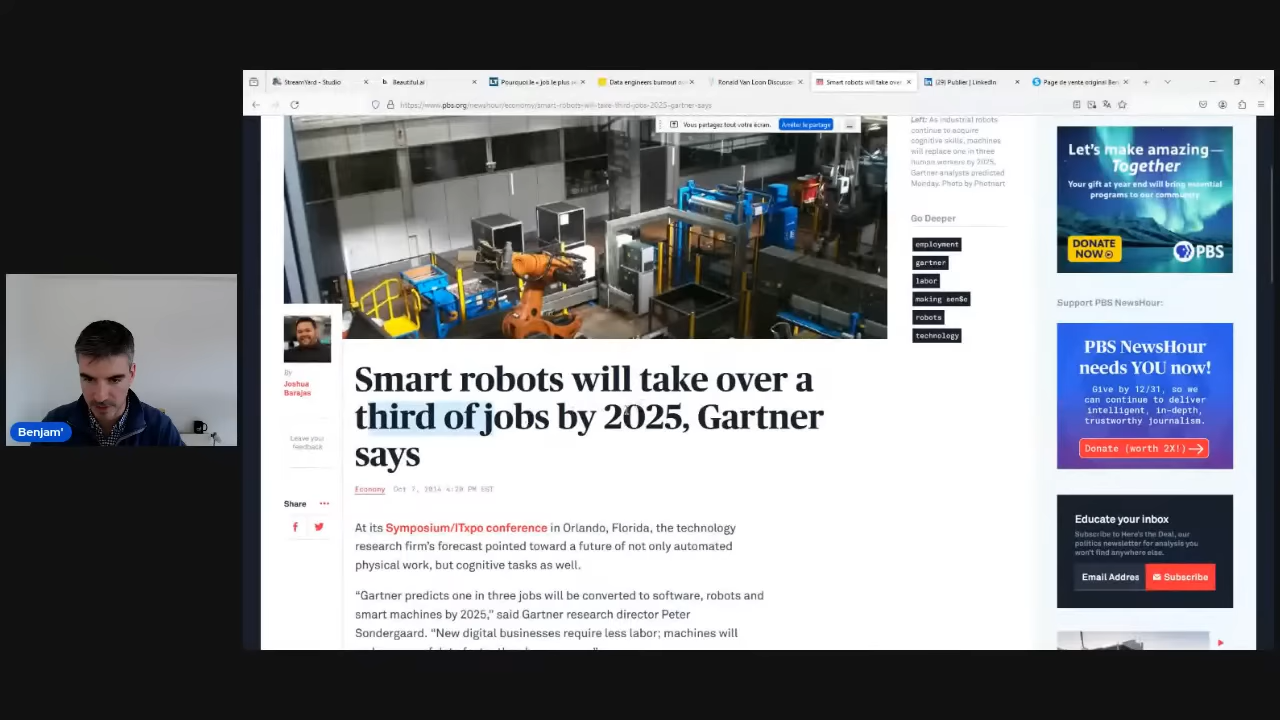 StreamYard - Studio
Beautiful.ai
Pourquoi le « job le plus
Data engineers burnout
Ronald Van Loon Discusse
Smart robots will take over
(29) Publier | LinkedIn
Page de vente original Ben
https://www.pbs.org/newshour/economy/smart-robots-will-take-third-jobs-2025-gartner-says
Vous partagez tout votre écran.
Arrêter le partage
Left: As industrial robots
continue to acquire
cognitive skills, machines
will replace one in three
human workers by 2025,
Gartner analysts predicted
Monday. Photo by Photoart
Go Deeper
employment
gartner
labor
making sen$e
robots
technology
Let's make amazing—
Together
Your gift at year end will bring essential
programs to our community
DONATE
NOW
PBS
Support PBS NewsHour:
PBS NewsHour
needs YOU now!
Give by 12/31, so we
can continue to deliver
intelligent, in-depth,
trustworthy journalism.
Donate (worth 2X!)
Educate your inbox
Subscribe to Here's the Deal, our
politics newsletter for analysis you
won't find anywhere else.
Email Addres
Subscribe
By
Joshua
Barajas
Leave your
feedback
Share
Smart robots will take over a
third of jobs by 2025, Gartner
says
Economy Oct 7, 2014 4:20 PM EST
At its Symposium/ITxpo conference in Orlando, Florida, the technology
research firm's forecast pointed toward a future of not only automated
physical work, but cognitive tasks as well.
“Gartner predicts one in three jobs will be converted to software, robots and
smart machines by 2025,” said Gartner research director Peter
Sondergaard. “New digital businesses require less labor; machines will
Benjam'